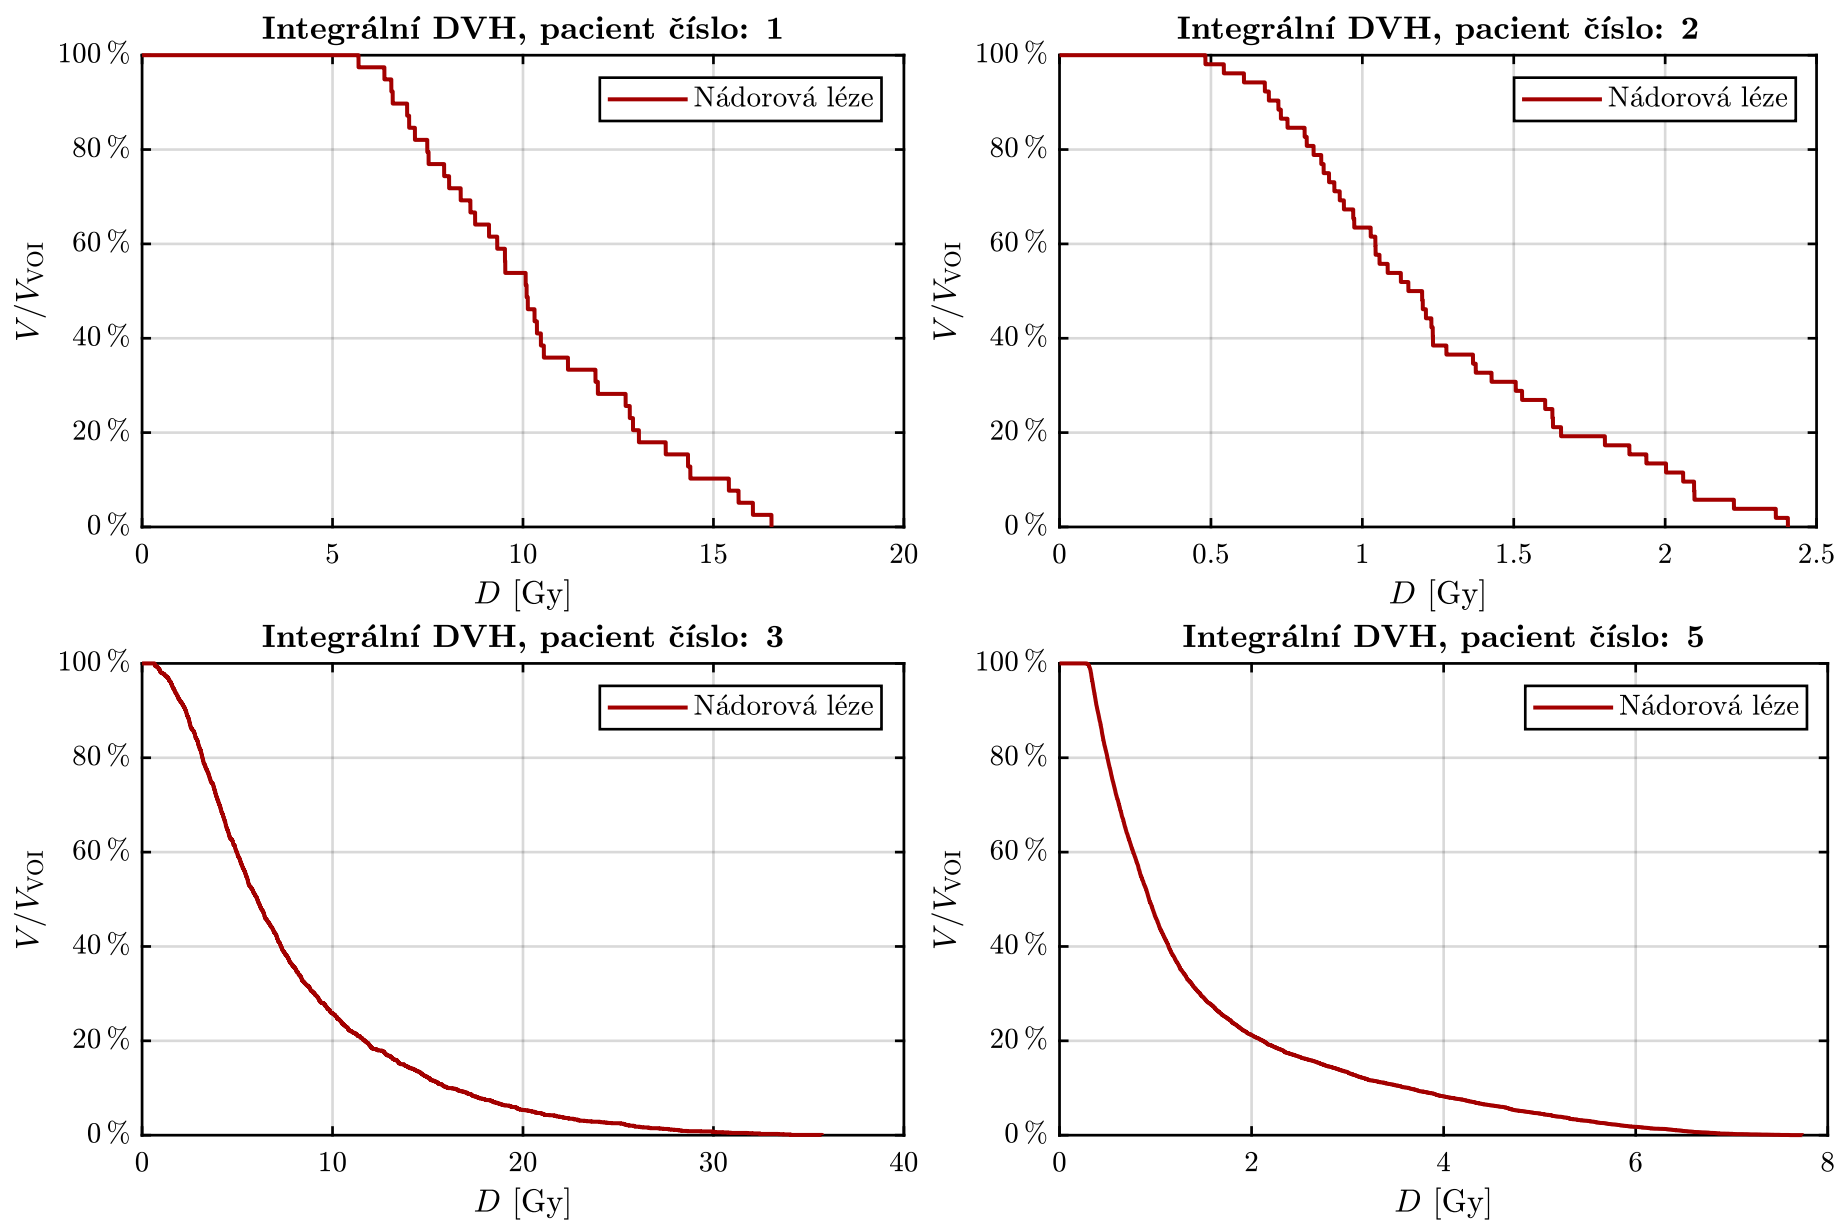 Integrální DVH, pacient číslo: 1
100 %
80 %
60 %
40 %
20 %
0 %
V/VVOI
Nádorová léze
0 5 10 15 20
D [Gy]
Integrální DVH, pacient číslo: 2
100 %
80 %
60 %
40 %
20 %
0 %
V/VVOI
Nádorová léze
0 0.5 1 1.5 2 2.5
D [Gy]
Integrální DVH, pacient číslo: 3
100 %
80 %
60 %
40 %
20 %
0 %
V/VVOI
Nádorová léze
0 10 20 30 40
D [Gy]
Integrální DVH, pacient číslo: 5
100 %
80 %
60 %
40 %
20 %
0 %
V/VVOI
Nádorová léze
0 2 4 6 8
D [Gy]